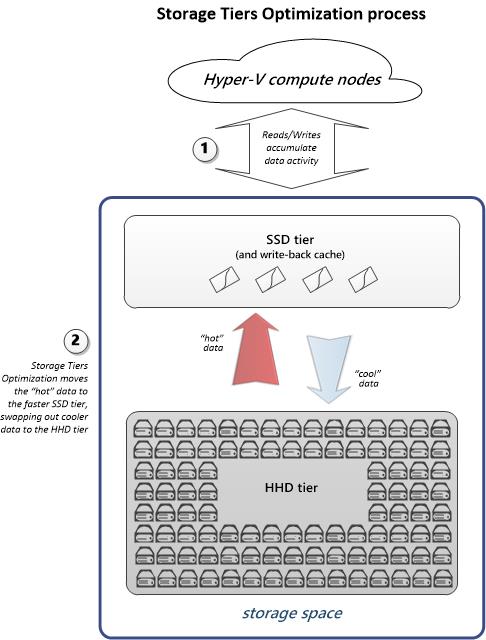 Storage Tiers Optimization process
Hyper-V compute nodes
1
Reads/Writes
accumulate
data activity
SSD tier
(and write-back cache)
"hot"
data
"cool"
data
2
Storage Tiers
Optimization moves
the "hot" data to
the faster SSD tier,
swapping out cooler
data to the HHD tier
HHD tier
storage space